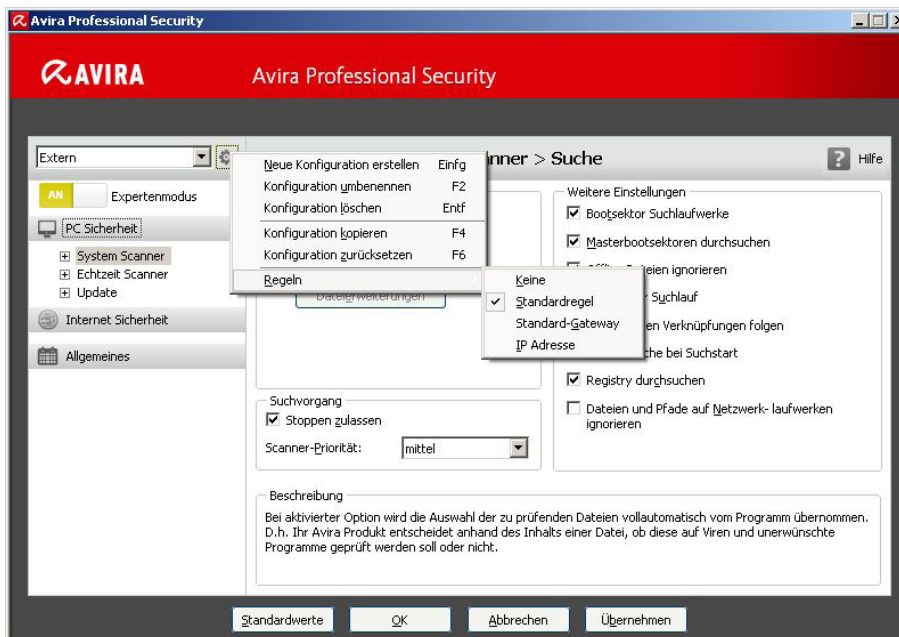 Avira Professional Security
AVIRA
Avira Professional Security
Extern
AN
Expertenmodus
PC Sicherheit
System Scanner
Echtzeit Scanner
Update
Internet Sicherheit
Allgemeines
Neue Konfiguration erstellen Einfg
Konfiguration umbenennen F2
Konfiguration löschen Entf
Konfiguration kopieren F4
Konfiguration zurücksetzen F6
Regeln
Keine
Standardregel
Standard-Gateway
IP Adresse
> Suche
Hilfe
Dateierweiterungen
Suchvorgang
Stoppen zulassen
Scanner-Priorität: mittel
Weitere Einstellungen
Bootsektor Suchlaufwerke
Masterbootsektoren durchsuchen
ignorieren
Suchlauf
Verknüpfungen folgen
bei Suchstart
Registry durchsuchen
Dateien und Pfade auf Netzwerk- laufwerken
ignorieren
Beschreibung
Bei aktivierter Option wird die Auswahl der zu prüfenden Dateien vollautomatisch vom Programm übernommen.
D.h. Ihr Avira Produkt entscheidet anhand des Inhalts einer Datei, ob diese auf Viren und unerwünschte
Programme geprüft werden soll oder nicht.
Standardwerte
OK
Abbrechen
Übernehmen